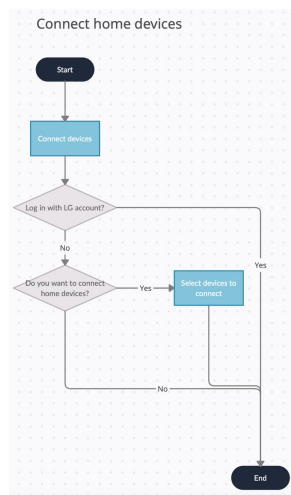 Connect home devices
Start
Connect devices
Log in with LG account?
No
Yes
Do you want to connect
home devices?
Yes
Select devices to
connect
No
End